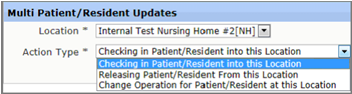 Multi Patient/Resident Updates
Location * Internal Test Nursing Home #2[NH]
Action Type * Checking in Patient/Resident into this Location
Checking in Patient/Resident into this Location
Releasing Patient/Resident From this Location
Change Operation for Patient/Resident at this Location